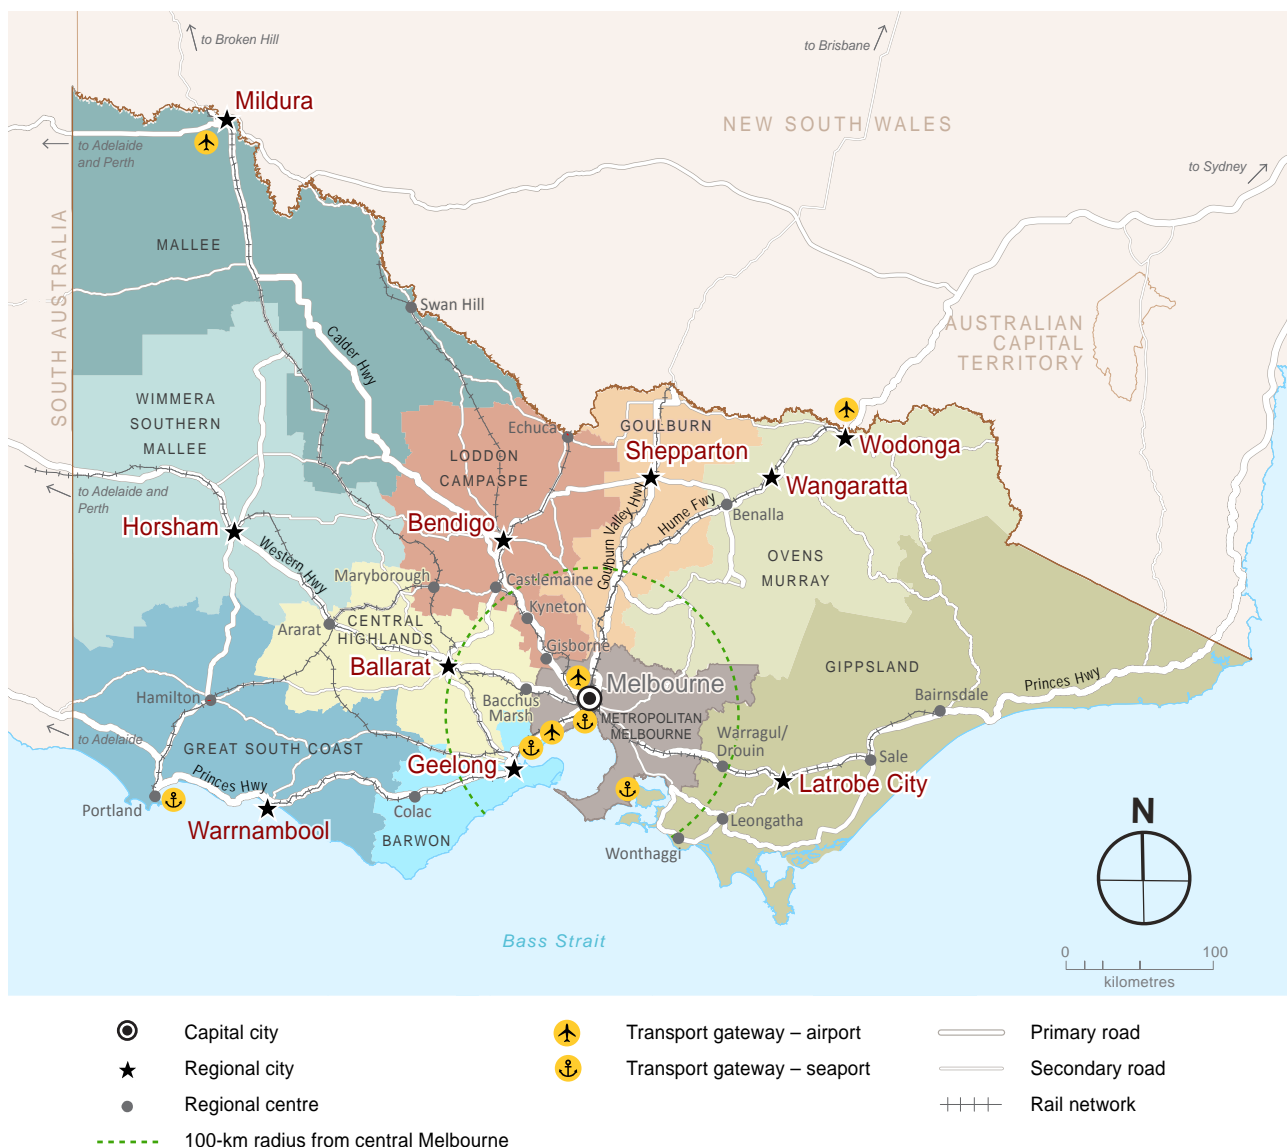 to Broken Hill
to Brisbane
Mildura
NEW SOUTH WALES
to Adelaide
and Perth
to Sydney
SOUTH AUSTRALIA
MALLEE
Swan Hill
AUSTRALIAN
CAPITAL
TERRITORY
Calder Hwy
WIMMERA
SOUTHERN
MALLEE
Echuca
GOULBURN
LODDON
CAMPASPE
Shepparton
Wodonga
Wangaratta
to Adelaide and
Perth
Horsham
Bendigo
Goulburn Valley Hwy
Hume Fwy
Benalla
Western Hwy
OVENS
MURRAY
Maryborough
Castlemaine
Kyneton
Ararat
CENTRAL
HIGHLANDS
Gisborne
Ballarat
GIPPSLAND
Melbourne
Princes Hwy
Hamilton
Bacchus
Marsh
METROPOLITAN
MELBOURNE
Bairnsdale
to Adelaide
GREAT SOUTH COAST
Warragul/
Drouin
Sale
Geelong
Princes Hwy
Latrobe City
Portland
Colac
Warrnambool
BARWON
Leongatha
Wonthaggi
N
Bass Strait
0 100
kilometres
Capital city
Transport gateway – airport
Primary road
Regional city
Transport gateway – seaport
Secondary road
Regional centre
Rail network
100-km radius from central Melbourne